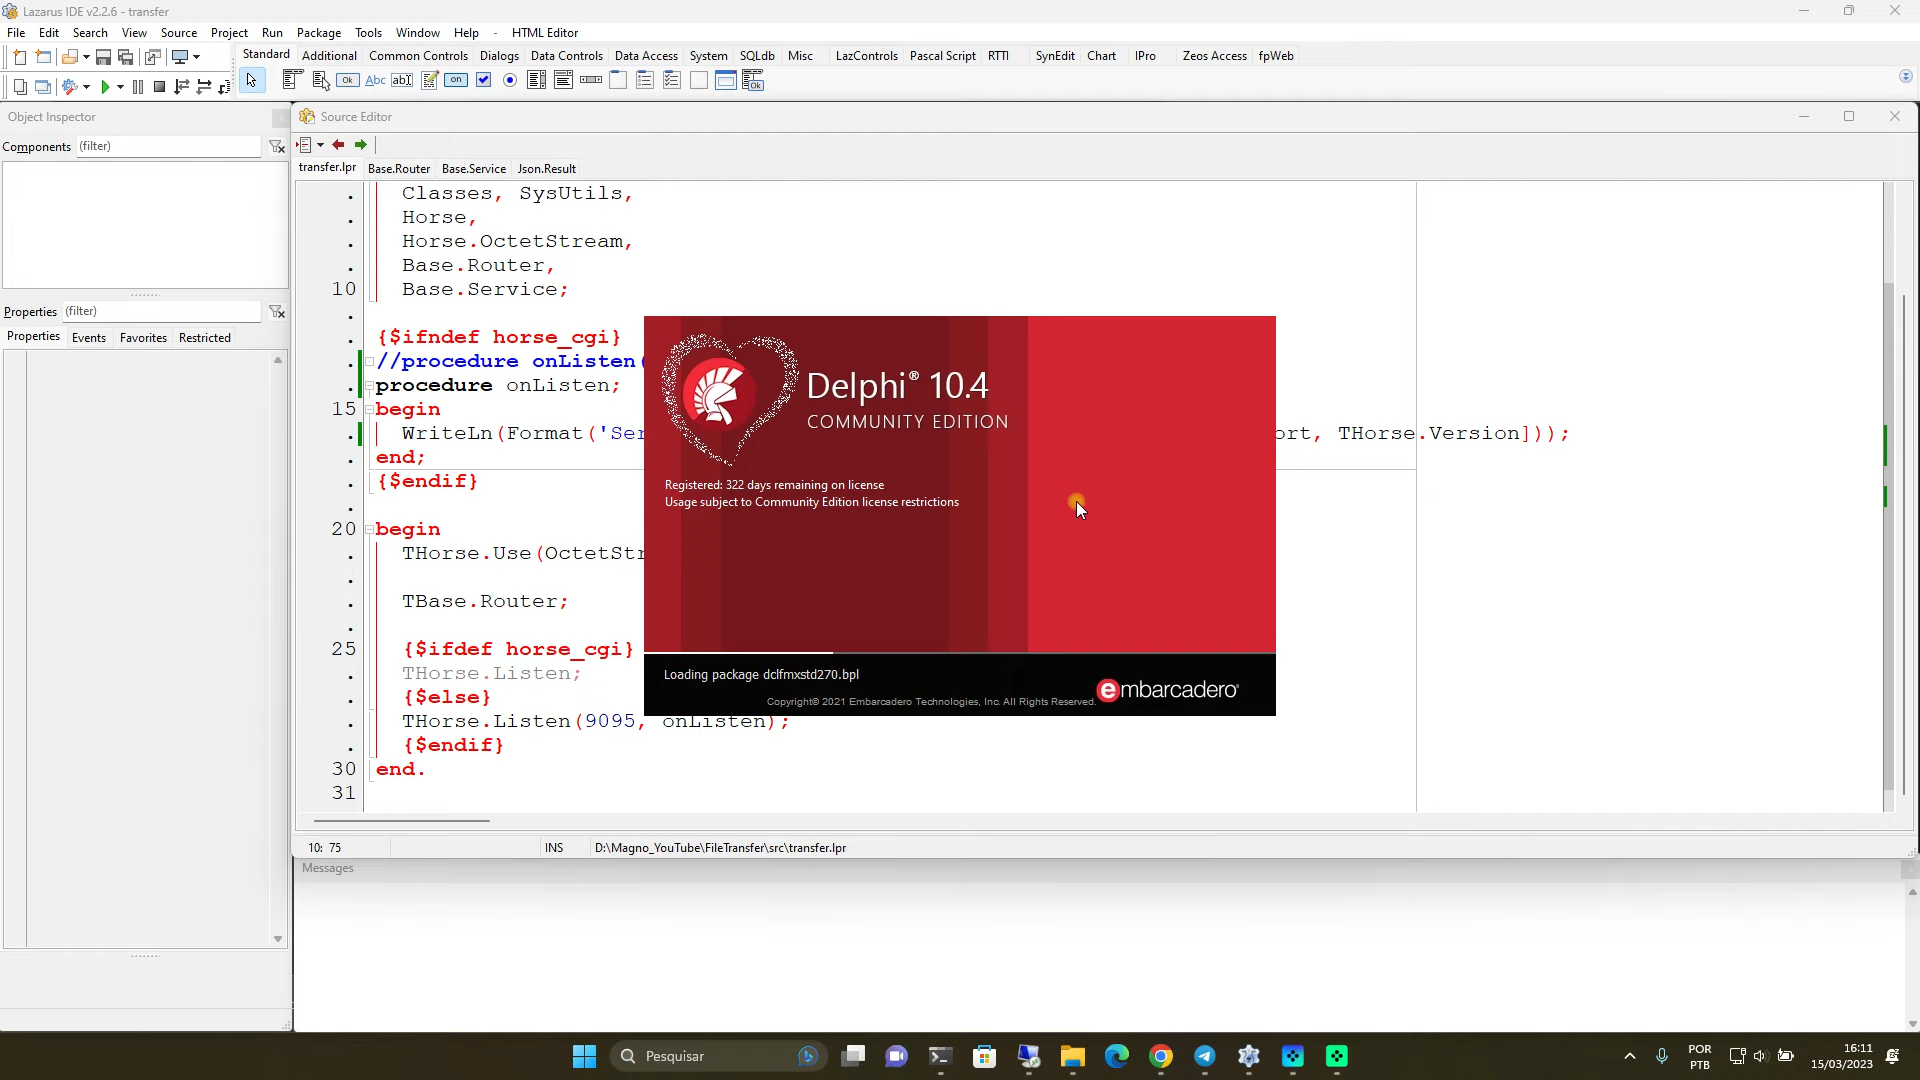 Lazarus IDE v2.2.6 - transfer
File Edit Search View Source Project Run Package Tools Window Help - HTML Editor
Standard Additional Common Controls Dialogs Data Controls Data Access System SQLdb Misc LazControls Pascal Script RTTI SynEdit Chart IPro Zeos Access fpWeb
Ok Abc abI on Ok
Object Inspector
Components (filter)
Properties (filter)
Properties Events Favorites Restricted
Source Editor
transfer.lpr Base.Router Base.Service Json.Result
. Classes, SysUtils,
. Horse,
. Horse.OctetStream,
. Base.Router,
10 Base.Service;
.
. {$ifndef horse_cgi}
. //procedure onListen(
. procedure onListen;
15 begin
. WriteLn(Format('Ser ort, THorse.Version]));
. end;
. {$endif}
.
20 begin
. THorse.Use(OctetStr
.
. TBase.Router;
.
25 {$ifdef horse_cgi}
. THorse.Listen;
. {$else}
. THorse.Listen(9095, onListen);
. {$endif}
30 end.
31
Delphi® 10.4
COMMUNITY EDITION
Registered: 322 days remaining on license
Usage subject to Community Edition license restrictions
Loading package dclfmxstd270.bpl
embarcadero®
Copyright© 2021 Embarcadero Technologies, Inc. All Rights Reserved.
10: 75 INS D:\Magno_YouTube\FileTransfer\src\transfer.lpr
Messages
Pesquisar
POR
PTB
16:11
15/03/2023